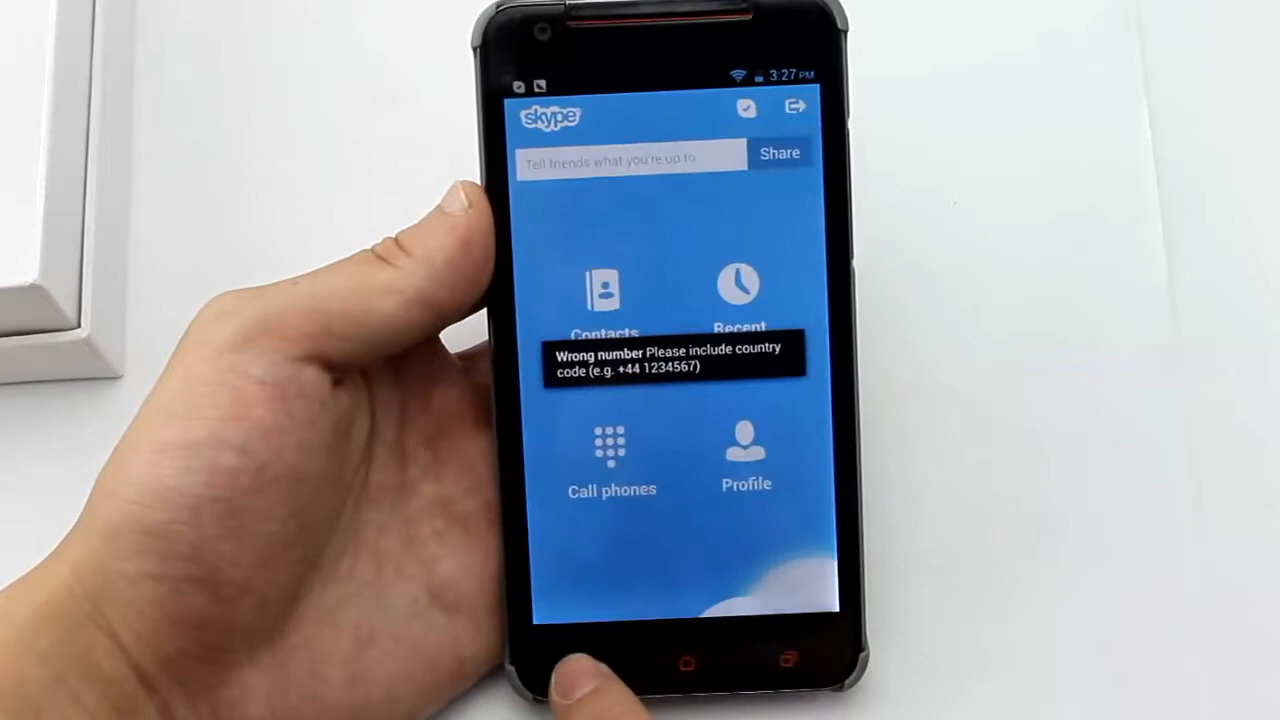 3:27 PM
skype
Tell friends what you're up to
Share
Contacts
Recent
Wrong number Please include country
code (e.g. +44 1234567)
Call phones
Profile